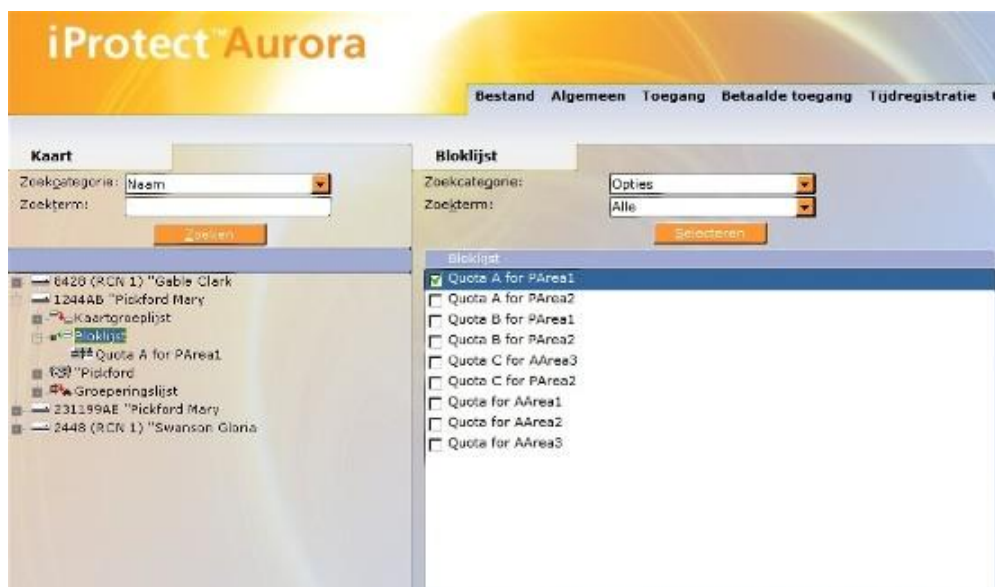 iProtect™Aurora
Bestand Algemeen Toegang Betaalde toegang Tijdregistratie
Kaart
Zoekcategorie: Naam
Zoekterm:
Zoeken
6428 (RCN 1) "Gable Clark
1244AB "Pickford Mary
Kaartgroeplijst
Bloklijst
Quota A for PArea1
"Pickford
Groeperingslijst
231199AE "Pickford Mary
2448 (RCN 1) "Swanson Gloria
Bloklijst
Zoekcategorie: Opties
Zoekterm: Alle
Selecteren
Bloklijst
Quota A for PArea1
Quota A for PArea2
Quota B for PArea1
Quota B for PArea2
Quota C for AArea3
Quota C for PArea2
Quota for AArea1
Quota for AArea2
Quota for AArea3